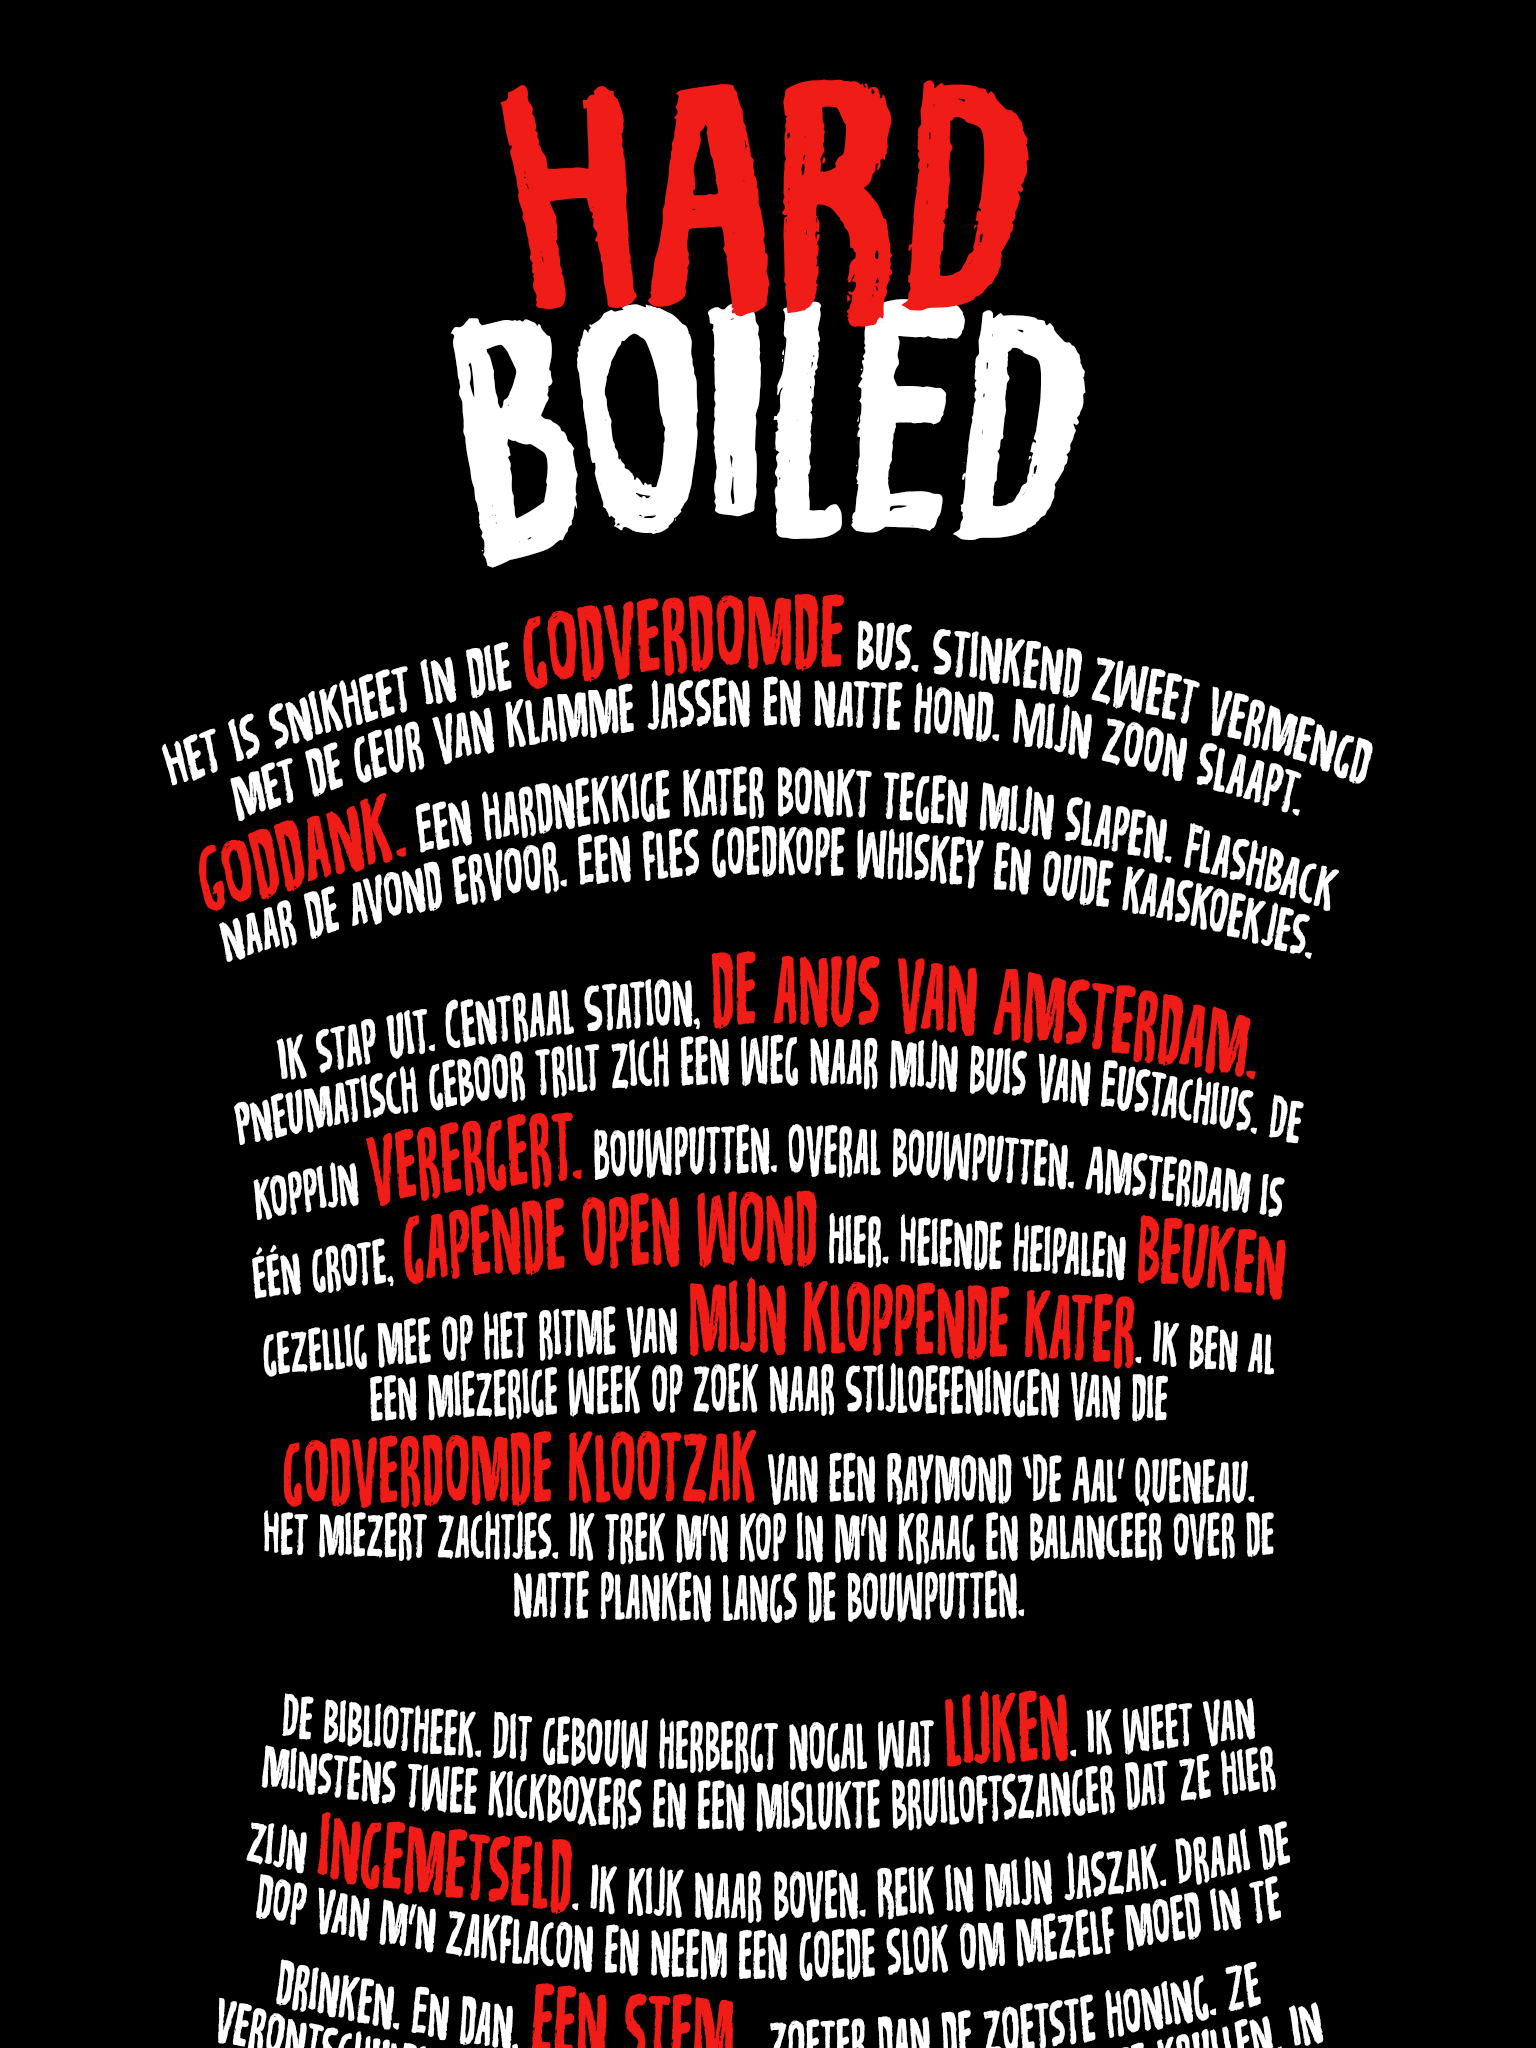 HARD
BOILED
HET IS SNIKHEET IN DIE GODVERDOMDE BUS. STINKEND ZWEET VERMENGD
MET DE GEUR VAN KLAMME JASSEN EN NATTE HOND. MIJN ZOON SLAAPT.
GODDANK. EEN HARDNEKKIGE KATER BONKT TEGEN MIJN SLAPEN. FLASHBACK
NAAR DE AVOND ERVOOR. EEN FLES GOEDKOPE WHISKEY EN OUDE KAASKOEKJES.
IK STAP UIT. CENTRAAL STATION, DE ANUS VAN AMSTERDAM.
PNEUMATISCH GEBOOR TRILT ZICH EEN WEG NAAR MIJN BUIS VAN EUSTACHIUS. DE
KOPPIJN VERERGERT. BOUWPUTTEN. OVERAL BOUWPUTTEN. AMSTERDAM IS
ÉÉN GROTE, GAPENDE OPEN WOND HIER. HEIENDE HEIPALEN BEUKEN
GEZELLIG MEE OP HET RITME VAN MIJN KLOPPENDE KATER. IK BEN AL
EEN MIEZERIGE WEEK OP ZOEK NAAR STIJLOEFENINGEN VAN DIE
GODVERDOMDE KLOOTZAK VAN EEN RAYMOND ‘DE AAL’ QUENEAU.
HET MIEZERT ZACHTJES. IK TREK M’N KOP IN M’N KRAAG EN BALANCEER OVER DE
NATTE PLANKEN LANGS DE BOUWPUTTEN.
DE BIBLIOTHEEK. DIT GEBOUW HERBERGT NOGAL WAT LIJKEN. IK WEET VAN
MINSTENS TWEE KICKBOXERS EN EEN MISLUKTE BRUILOFTSZANGER DAT ZE HIER
ZIJN INGEMETSELD. IK KIJK NAAR BOVEN. REIK IN MIJN JASZAK. DRAAI DE
DOP VAN M’N ZAKFLACON EN NEEM EEN GOEDE SLOK OM MEZELF MOED IN TE
DRINKEN. EN DAN, EEN STEM ZOETER DAN DE ZOETSTE HONING. ZE
KRULLEN. IN